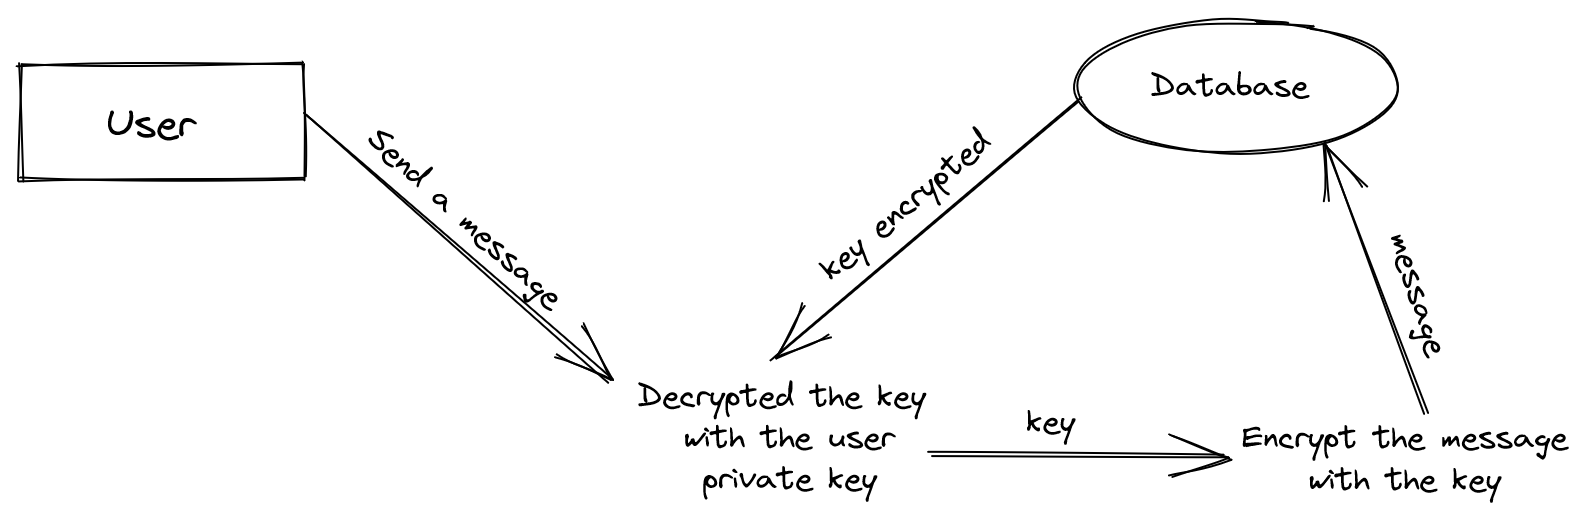 User
Database
Send a message
key encrypted
message
Decrypted the key
with the user
private key
key
Encrypt the message
with the key